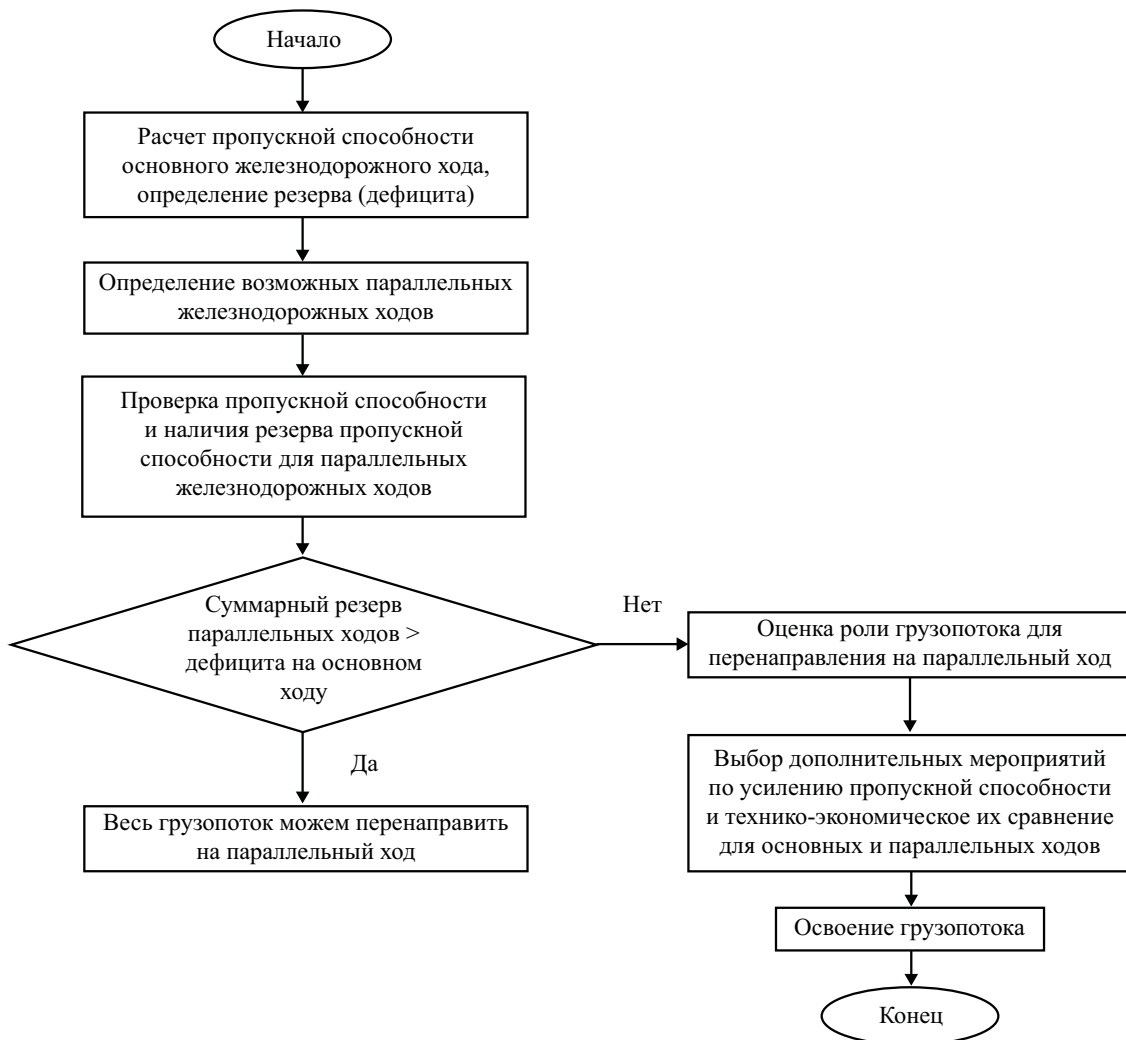 Начало
Расчет пропускной способности
основного железнодорожного хода,
определение резерва (дефицита)
Определение возможных параллельных
железнодорожных ходов
Проверка пропускной способности
и наличия резерва пропускной
способности для параллельных
железнодорожных ходов
Суммарный резерв
параллельных ходов >
дефицита на основном
ходу
Нет
Да
Весь грузопоток можем перенаправить
на параллельный ход
Оценка роли грузопотока для
перенаправления на параллельный ход
Выбор дополнительных мероприятий
по усилению пропускной способности
и технико-экономическое их сравнение
для основных и параллельных ходов
Освоение грузопотока
Конец